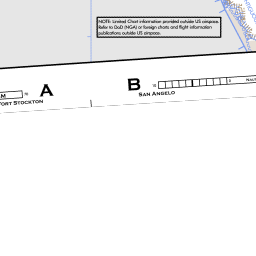 NOTE: Limited Chart information provided outside US airspace.
Refer to DoD (NGA) or foreign charts and flight information
publications outside US airspace.
A
B
FORT STOCKTON
SAN ANGELO